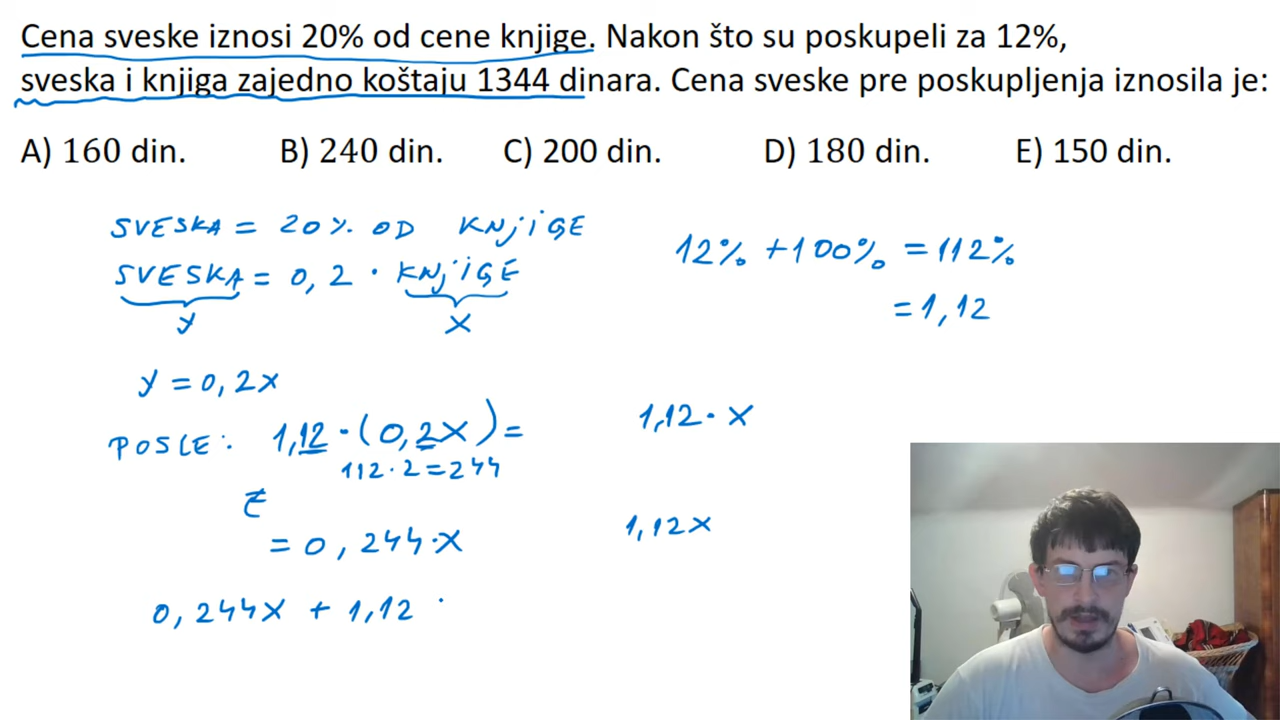 Cena sveske iznosi 20% od cene knjige. Nakon što su poskupeli za 12%,
sveska i knjiga zajedno koštaju 1344 dinara. Cena sveske pre poskupljenja iznosila je:
A) 160 din. B) 240 din. C) 200 din. D) 180 din. E) 150 din.
SVESKA = 20% OD KNjIGE
SVESKA = 0,2 · KNjIGE
y x
y = 0,2x
POSLE: 1,12 · (0,2x) =
112 · 2 = 244
= 0,244·x
0,244x + 1,12 ·
12% + 100% = 112%
= 1,12
1,12 · x
1,12x